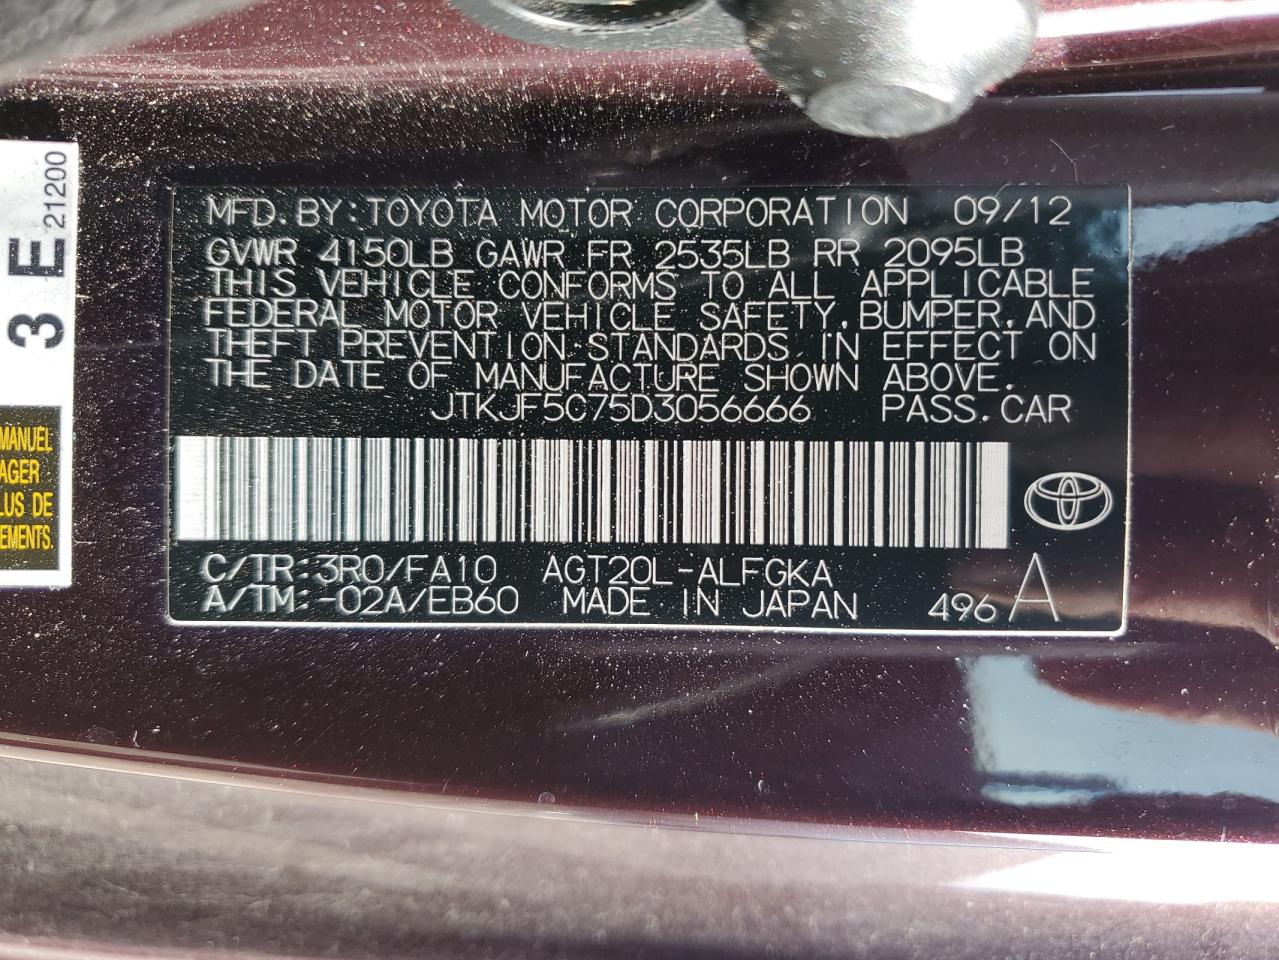 MFD.BY:TOYOTA MOTOR CORPORATION 09/12
GVWR 4150LB GAWR FR 2535LB RR 2095LB
THIS VEHICLE CONFORMS TO ALL APPLICABLE
FEDERAL MOTOR VEHICLE SAFETY,BUMPER,AND
THEFT PREVENTION STANDARDS IN EFFECT ON
THE DATE OF MANUFACTURE SHOWN ABOVE.
JTKJF5C75D3056666 PASS.CAR
C/TR:3R0/FA10 AGT20L-ALFGKA
A/TM:-02A/EB60 MADE IN JAPAN 496 A
3 E 21200
MANUEL
AGER
LUS DE
EMENTS.